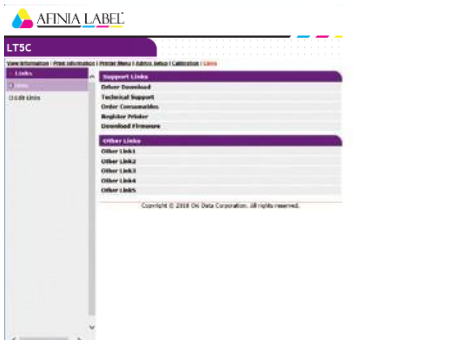 AFINIA LABEL
LT5C
View Information | Print Information | Printer Menu | Admin Setup | Calibration | Links
Links
Links
Edit Links
Support Links
Driver Download
Technical Support
Order Consumables
Register Printer
Download Firmware
Other Links
Other Link1
Other Link2
Other Link3
Other Link4
Other Link5
Copyright © 2018 Oki Data Corporation. All rights reserved.